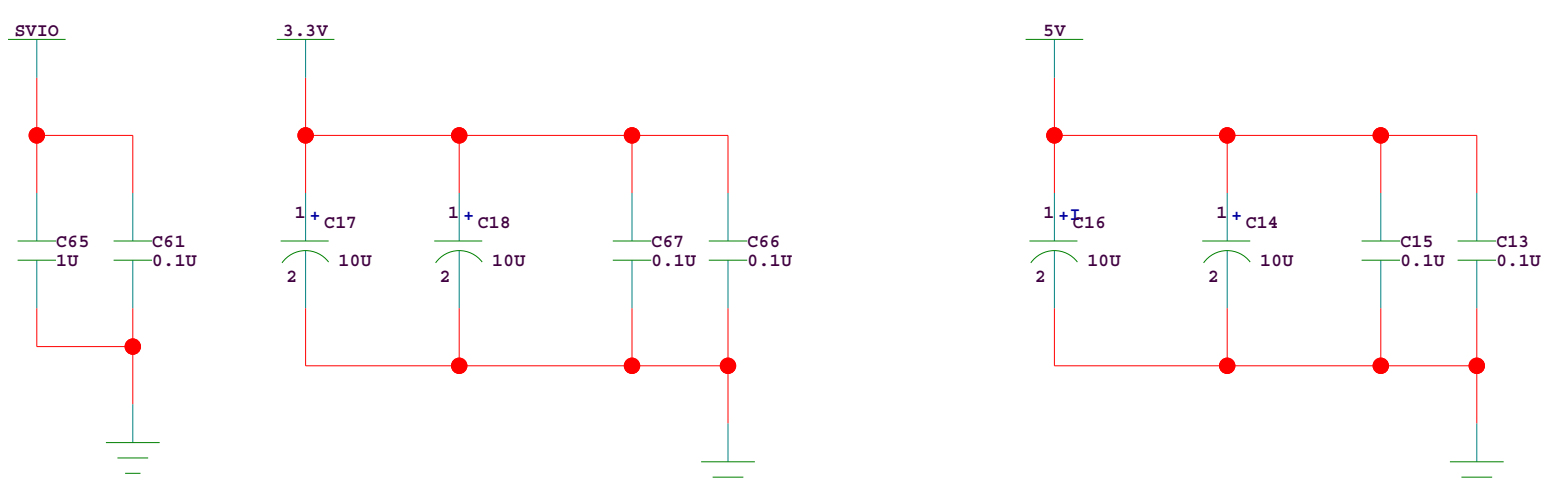 SVIO
3.3V
5V
1 + C17
10U
2
1 + C18
10U
2
1 +T C16
10U
2
1 + C14
10U
2
C65
1U
C61
0.1U
C67
0.1U
C66
0.1U
C15
0.1U
C13
0.1U